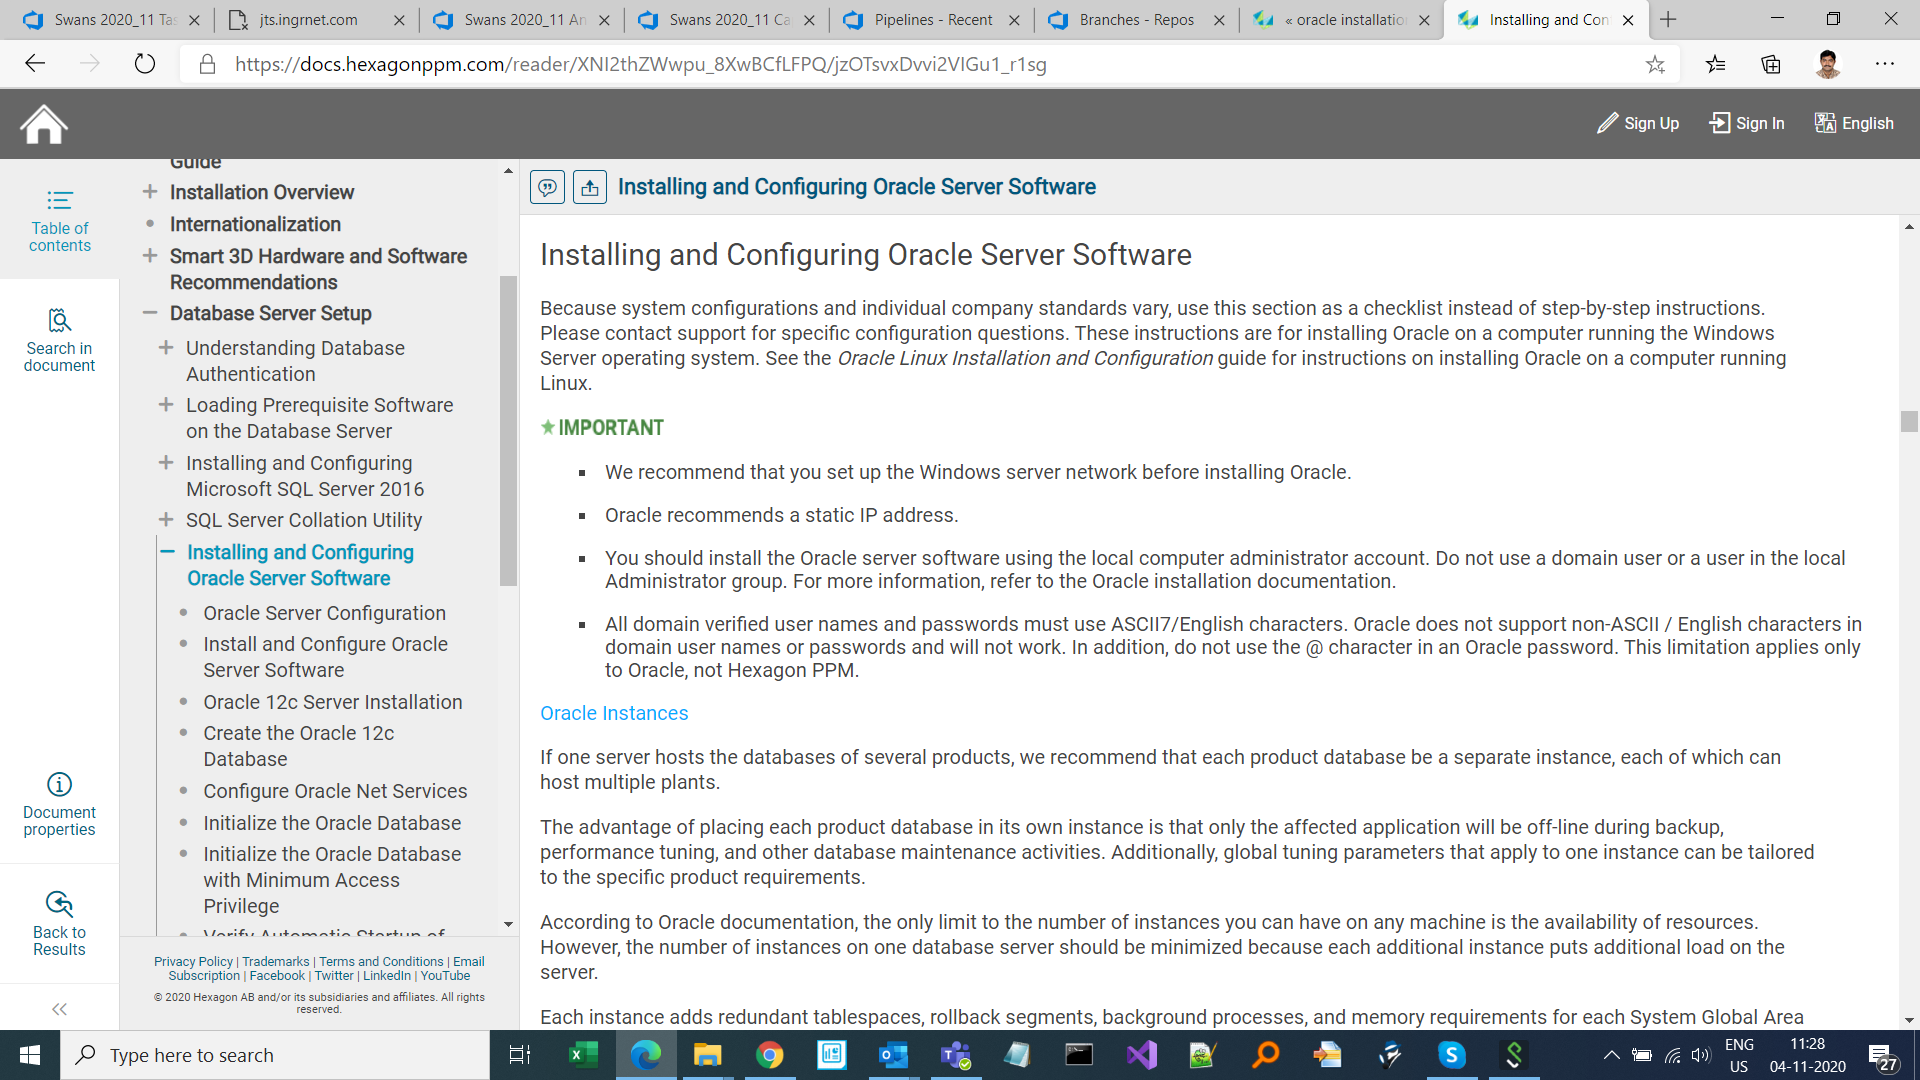 Swans 2020_11 Tas
jts.ingrnet.com
Swans 2020_11 An
Swans 2020_11 Ca
Pipelines - Recent
Branches - Repos
« oracle installatio
Installing and Con
https://docs.hexagonppm.com/reader/XNI2thZWwpu_8XwBCfLFPQ/jzOTsvxDvvi2VIGu1_r1sg
Sign Up
Sign In
English
Table of
contents
Search in
document
Document
properties
Back to
Results
Guide
Installation Overview
Internationalization
Smart 3D Hardware and Software
Recommendations
Database Server Setup
Understanding Database
Authentication
Loading Prerequisite Software
on the Database Server
Installing and Configuring
Microsoft SQL Server 2016
SQL Server Collation Utility
Installing and Configuring
Oracle Server Software
Oracle Server Configuration
Install and Configure Oracle
Server Software
Oracle 12c Server Installation
Create the Oracle 12c
Database
Configure Oracle Net Services
Initialize the Oracle Database
Initialize the Oracle Database
with Minimum Access
Privilege
Verify Automatic Startup of
Privacy Policy | Trademarks | Terms and Conditions | Email
Subscription | Facebook | Twitter | LinkedIn | YouTube
© 2020 Hexagon AB and/or its subsidiaries and affiliates. All rights
reserved.
Installing and Configuring Oracle Server Software
Installing and Configuring Oracle Server Software
Because system configurations and individual company standards vary, use this section as a checklist instead of step-by-step instructions.
Please contact support for specific configuration questions. These instructions are for installing Oracle on a computer running the Windows
Server operating system. See the Oracle Linux Installation and Configuration guide for instructions on installing Oracle on a computer running
Linux.
IMPORTANT
We recommend that you set up the Windows server network before installing Oracle.
Oracle recommends a static IP address.
You should install the Oracle server software using the local computer administrator account. Do not use a domain user or a user in the local
Administrator group. For more information, refer to the Oracle installation documentation.
All domain verified user names and passwords must use ASCII7/English characters. Oracle does not support non-ASCII / English characters in
domain user names or passwords and will not work. In addition, do not use the @ character in an Oracle password. This limitation applies only
to Oracle, not Hexagon PPM.
Oracle Instances
If one server hosts the databases of several products, we recommend that each product database be a separate instance, each of which can
host multiple plants.
The advantage of placing each product database in its own instance is that only the affected application will be off-line during backup,
performance tuning, and other database maintenance activities. Additionally, global tuning parameters that apply to one instance can be tailored
to the specific product requirements.
According to Oracle documentation, the only limit to the number of instances you can have on any machine is the availability of resources.
However, the number of instances on one database server should be minimized because each additional instance puts additional load on the
server.
Each instance adds redundant tablespaces, rollback segments, background processes, and memory requirements for each System Global Area
Type here to search
ENG
US
11:28
04-11-2020
27